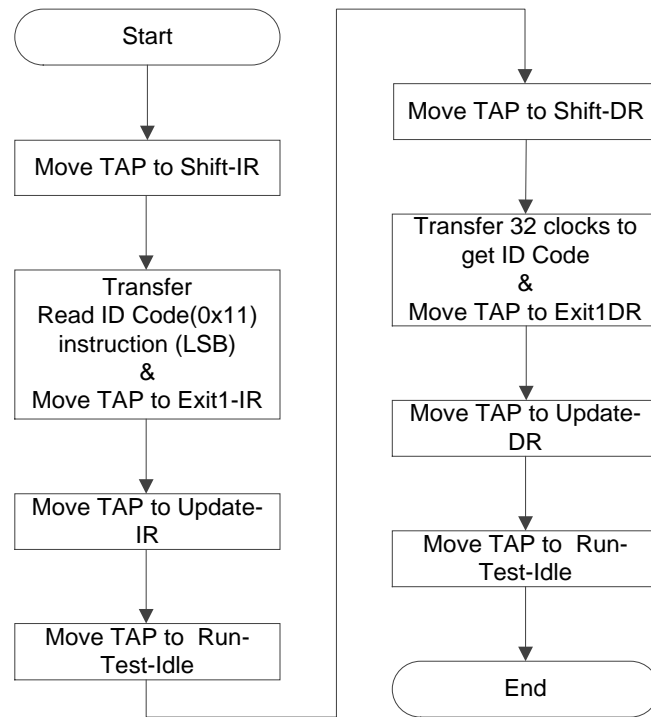 Start
Move TAP to Shift-IR
Transfer
Read ID Code(0x11)
instruction (LSB)
&
Move TAP to Exit1-IR
Move TAP to Update-
IR
Move TAP to Run-
Test-Idle
Move TAP to Shift-DR
Transfer 32 clocks to
get ID Code
&
Move TAP to Exit1DR
Move TAP to Update-
DR
Move TAP to Run-
Test-Idle
End